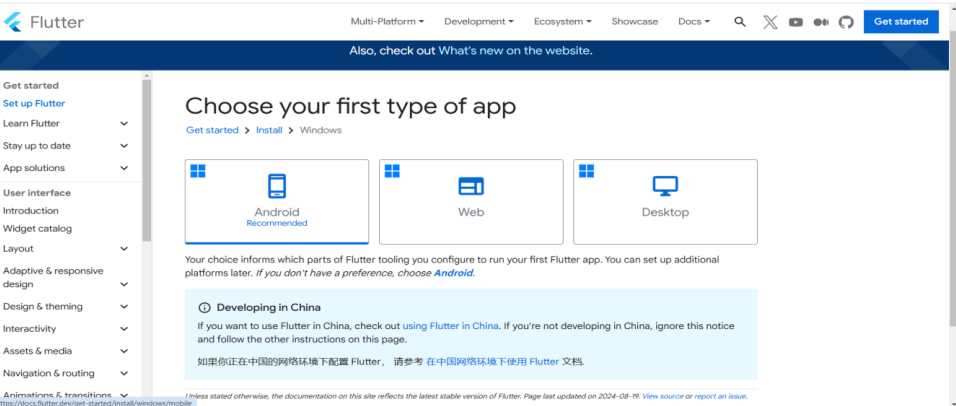 Flutter
Multi-Platform Development Ecosystem Showcase Docs Get started
Also, check out What's new on the website.
Get started
Set up Flutter
Learn Flutter
Stay up to date
App solutions
User interface
Introduction
Widget catalog
Layout
Adaptive & responsive
design
Design & theming
Interactivity
Assets & media
Navigation & routing
Animations & transitions
ttps://docs.flutter.dev/get-started/install/windows/mobile
Choose your first type of app
Get started > Install > Windows
Android
Recommended
Web
Desktop
Your choice informs which parts of Flutter tooling you configure to run your first Flutter app. You can set up additional
platforms later. If you don't have a preference, choose Android.
Developing in China
If you want to use Flutter in China, check out using Flutter in China. If you're not developing in China, ignore this notice
and follow the other instructions on this page.
如果你正在中国的网络环境下配置 Flutter， 请参考 在中国网络环境下使用 Flutter 文档.
Unless stated otherwise, the documentation on this site reflects the latest stable version of Flutter. Page last updated on 2024-08-19. View source or report an issue.